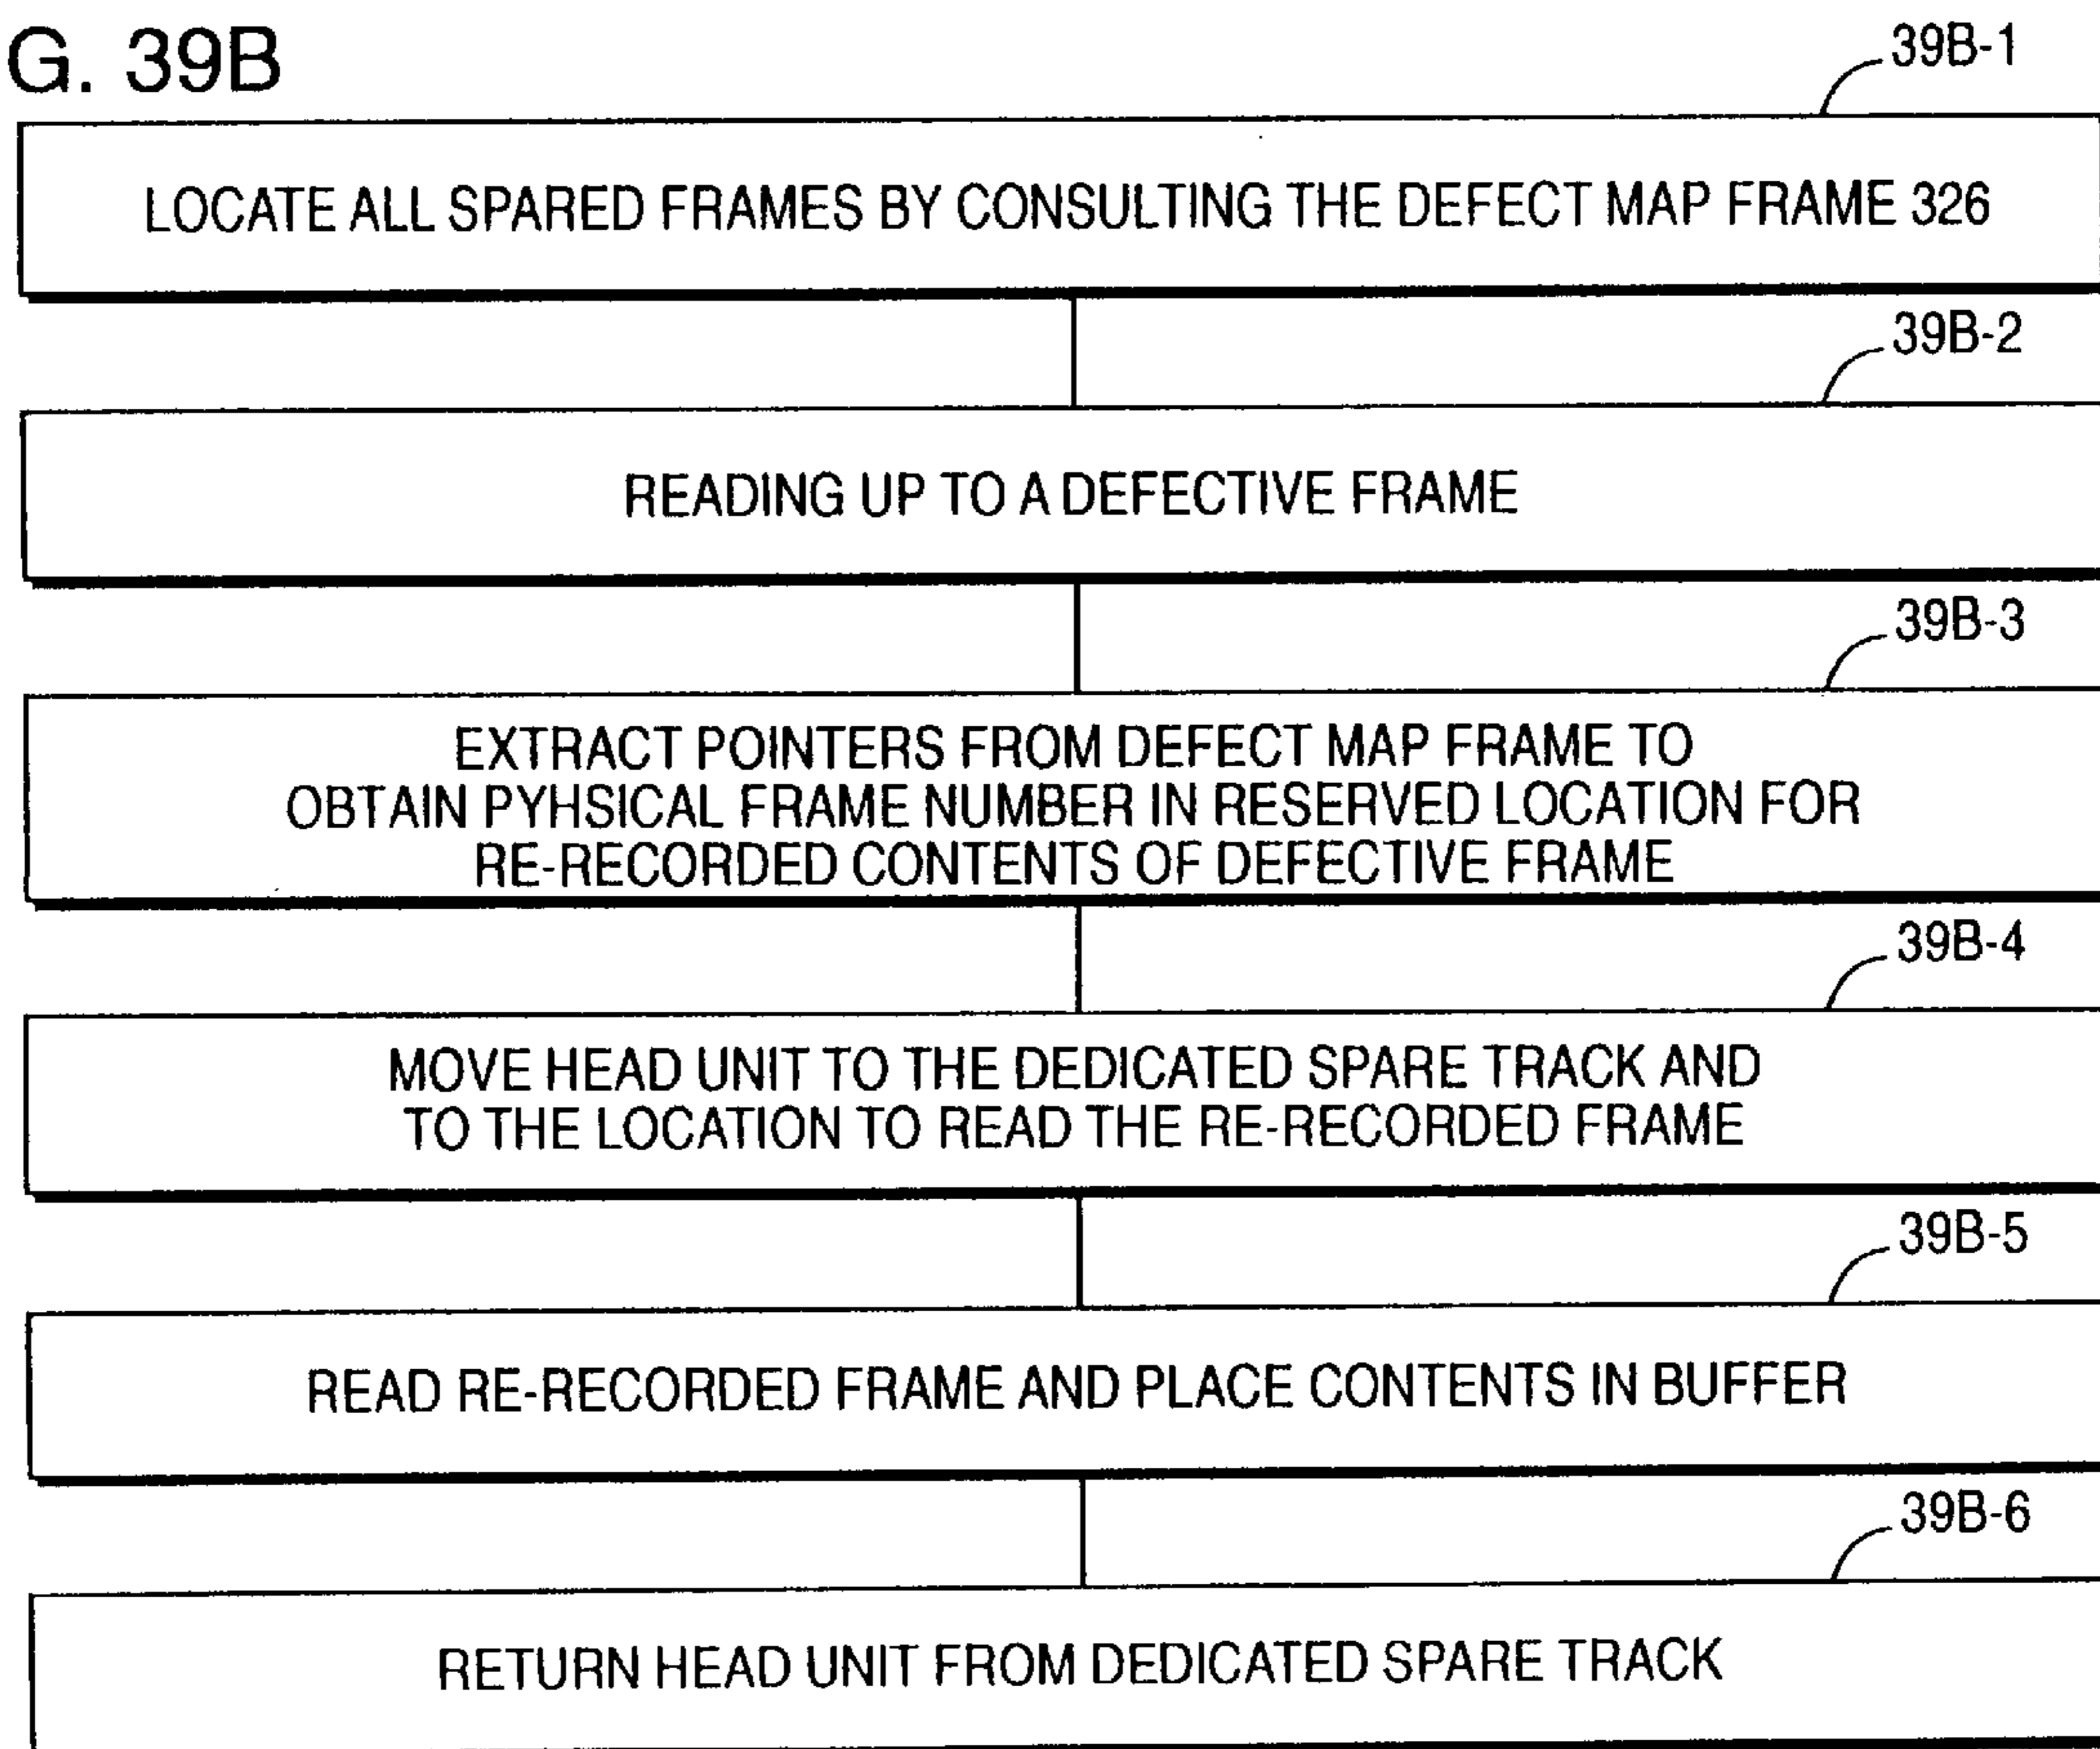 G. 39B
39B-1
LOCATE ALL SPARED FRAMES BY CONSULTING THE DEFECT MAP FRAME 326
39B-2
READING UP TO A DEFECTIVE FRAME
39B-3
EXTRACT POINTERS FROM DEFECT MAP FRAME TO
OBTAIN PYHSICAL FRAME NUMBER IN RESERVED LOCATION FOR
RE-RECORDED CONTENTS OF DEFECTIVE FRAME
39B-4
MOVE HEAD UNIT TO THE DEDICATED SPARE TRACK AND
TO THE LOCATION TO READ THE RE-RECORDED FRAME
39B-5
READ RE-RECORDED FRAME AND PLACE CONTENTS IN BUFFER
39B-6
RETURN HEAD UNIT FROM DEDICATED SPARE TRACK